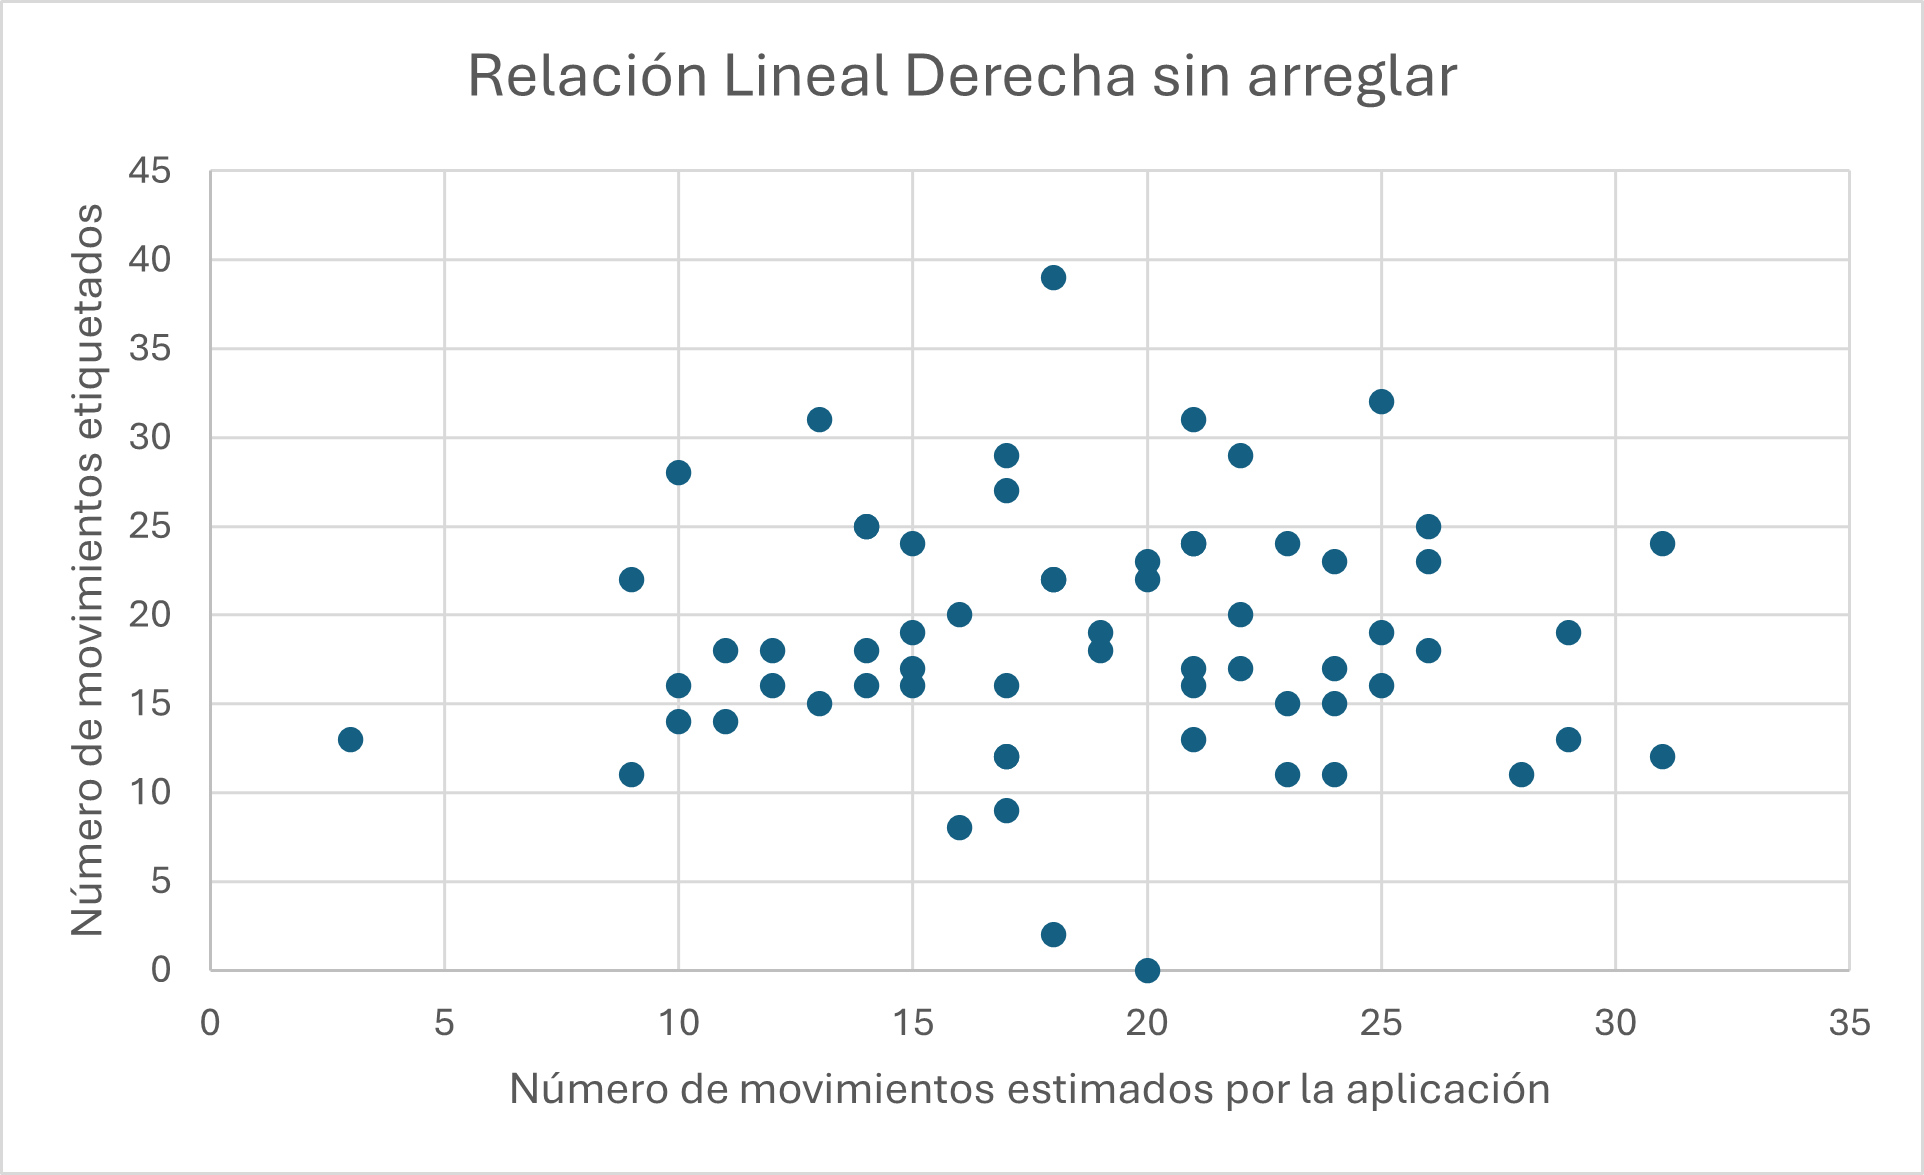 Relación Lineal Derecha sin arreglar
45
40
35
30
25
20
15
10
5
0
Número de movimientos etiquetados
0 5 10 15 20 25 30 35
Número de movimientos estimados por la aplicación